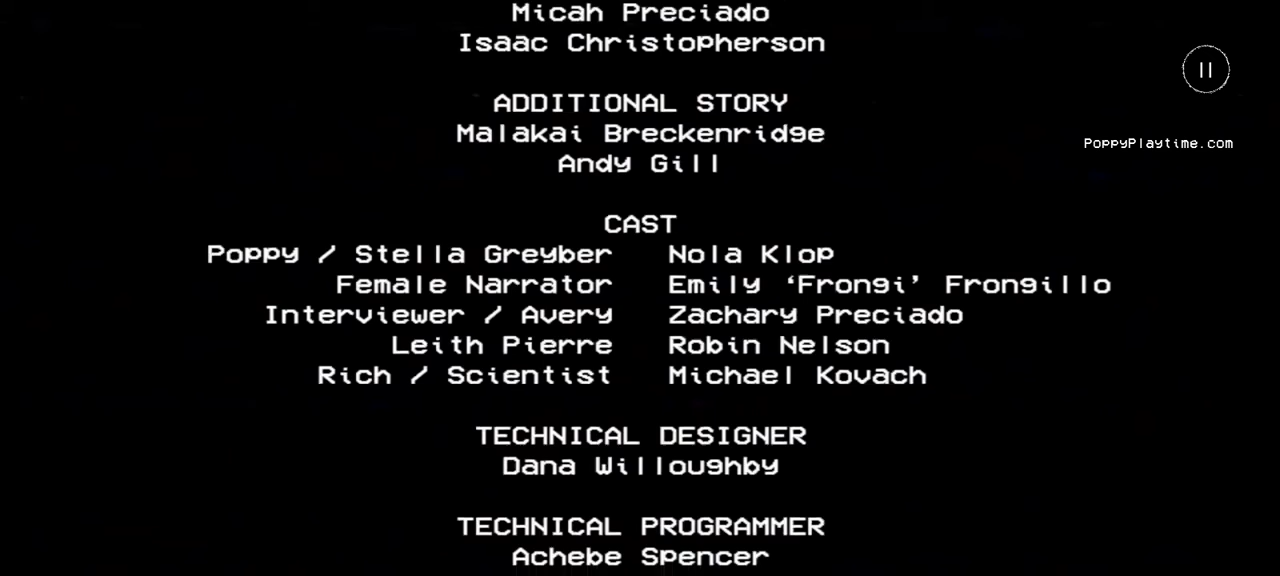 Micah Preciado
Isaac Christopherson
PoppyPlaytime.com
ADDITIONAL STORY
Malakai Breckenridge
Andy Gill
CAST
Poppy / Stella Greyber Nola Klop
Female Narrator Emily ‘Frongi’ Frongillo
Interviewer / Avery Zachary Preciado
Leith Pierre Robin Nelson
Rich / Scientist Michael Kovach
TECHNICAL DESIGNER
Dana Willoughby
TECHNICAL PROGRAMMER
Achebe Spencer